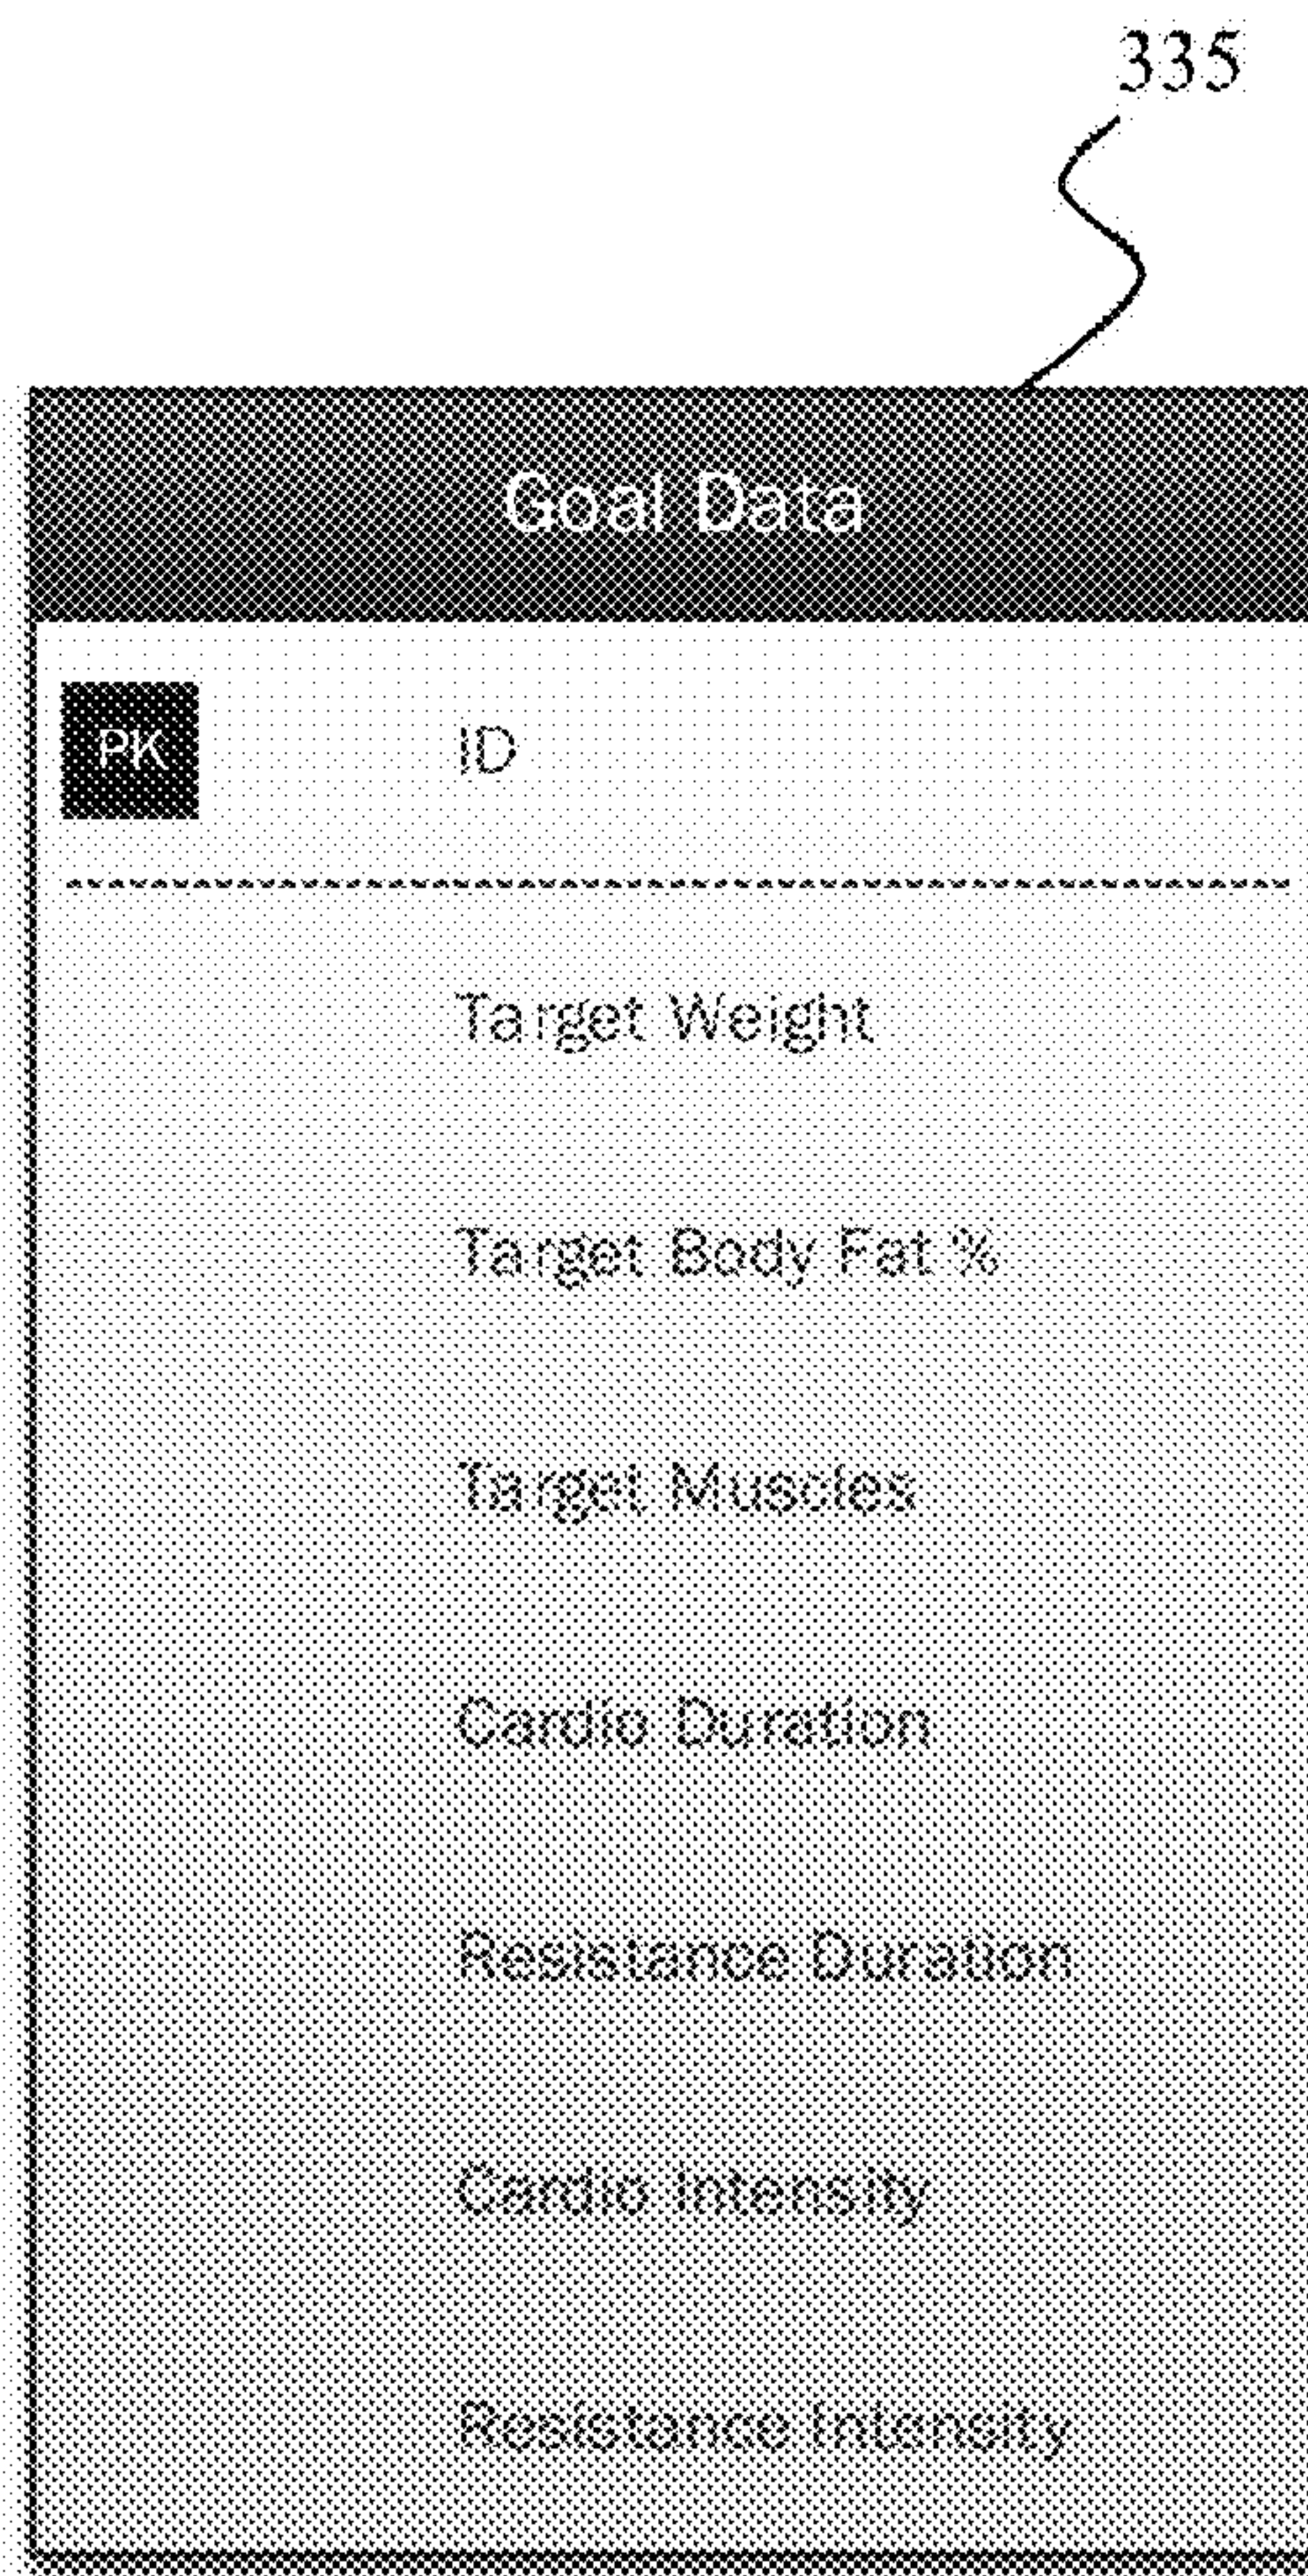 335
Goal Data
PK ID
Target Weight
Target Body Fat %
Target Muscles
Cardio Duration
Resistance Duration
Cardio Intensity
Resistance Intensity